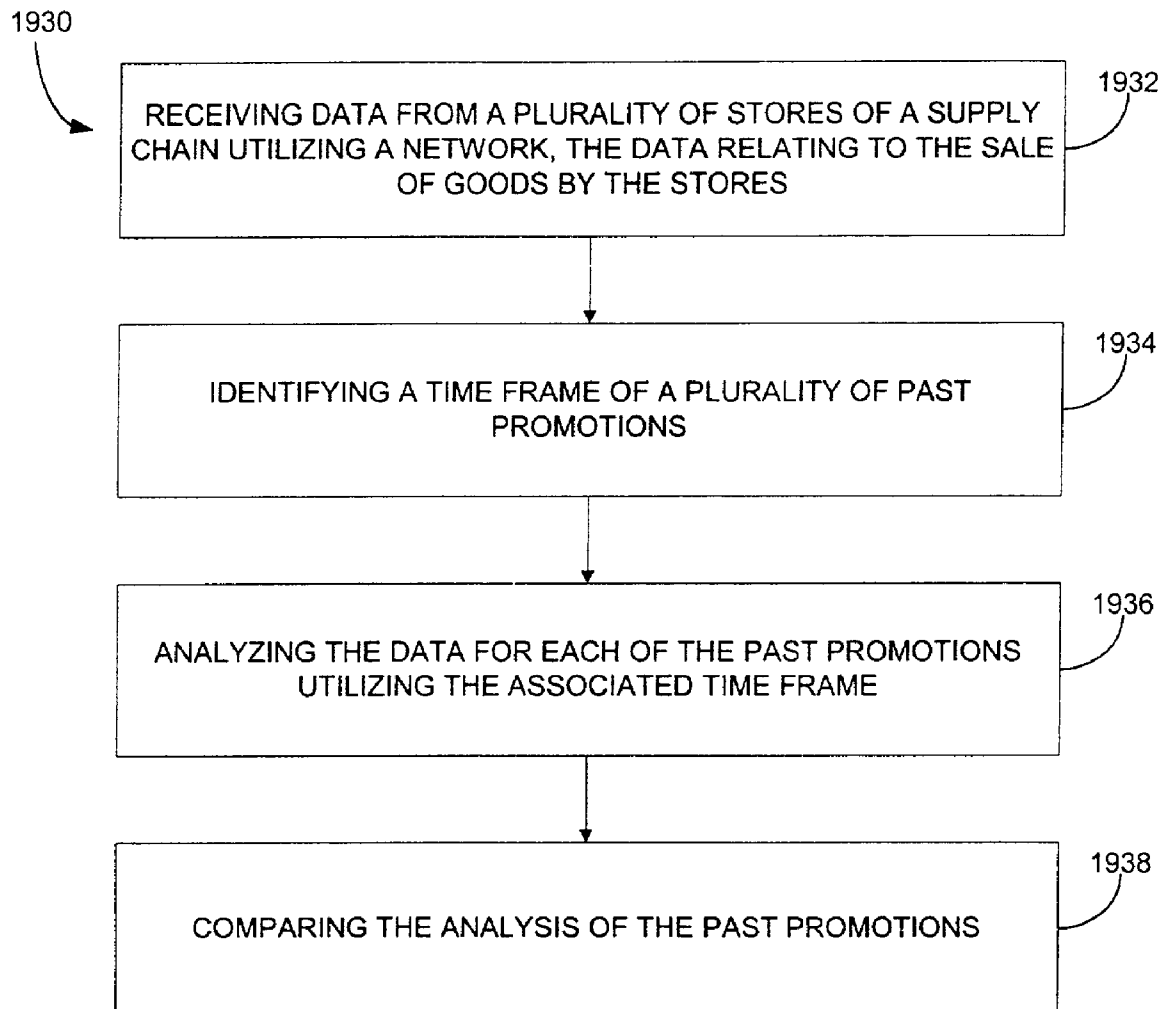 1930
1932
RECEIVING DATA FROM A PLURALITY OF STORES OF A SUPPLY
CHAIN UTILIZING A NETWORK, THE DATA RELATING TO THE SALE
OF GOODS BY THE STORES
1934
IDENTIFYING A TIME FRAME OF A PLURALITY OF PAST
PROMOTIONS
1936
ANALYZING THE DATA FOR EACH OF THE PAST PROMOTIONS
UTILIZING THE ASSOCIATED TIME FRAME
1938
COMPARING THE ANALYSIS OF THE PAST PROMOTIONS